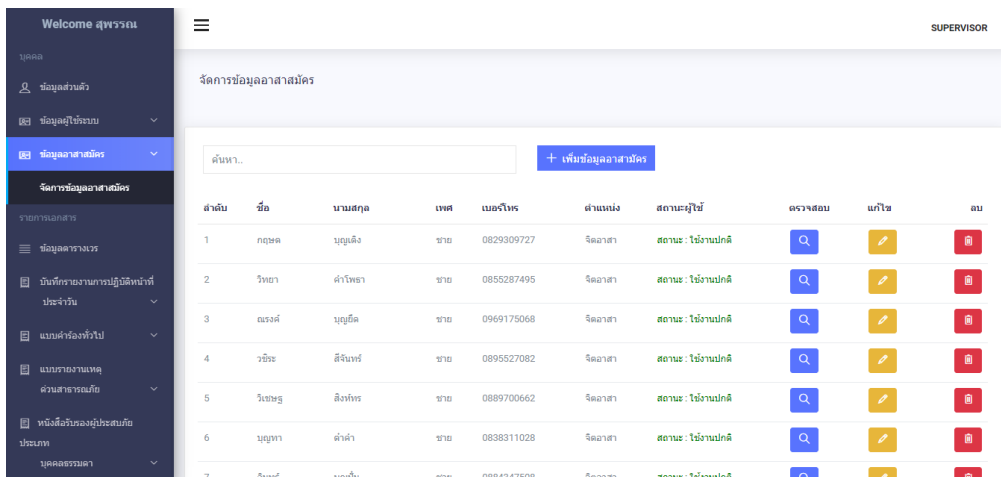 Welcome สุพรรณ
SUPERVISOR
บุคคล
ข้อมูลส่วนตัว
ข้อมูลผู้ใช้ระบบ
ข้อมูลอาสาสมัคร
จัดการข้อมูลอาสาสมัคร
รายการเอกสาร
ข้อมูลตารางเวร
บันทึกรายงานการปฏิบัติหน้าที่
ประจำวัน
แบบคำร้องทั่วไป
แบบรายงานเหตุ
ด่วนสาธารณภัย
หนังสือรับรองผู้ประสบภัย
ประเภท
บุคคลธรรมดา
จัดการข้อมูลอาสาสมัคร
ค้นหา..
+ เพิ่มข้อมูลอาสามัคร
ลำดับ ชื่อ นามสกุล เพศ เบอร์โทร ตำแหน่ง สถานะผู้ใช้ ตรวจสอบ แก้ไข ลบ
1 กฤษด บุญเติง ชาย 0829309727 จิตอาสา สถานะ : ใช้งานปกติ
2 วิทยา คำโพธา ชาย 0855287495 จิตอาสา สถานะ : ใช้งานปกติ
3 ณรงค์ บุญยืด ชาย 0969175068 จิตอาสา สถานะ : ใช้งานปกติ
4 วชิระ สีจันทร์ ชาย 0895527082 จิตอาสา สถานะ : ใช้งานปกติ
5 วิเชษฐ สิงห์ทร ชาย 0889700662 จิตอาสา สถานะ : ใช้งานปกติ
6 บุญทา ดำคำ ชาย 0838311028 จิตอาสา สถานะ : ใช้งานปกติ